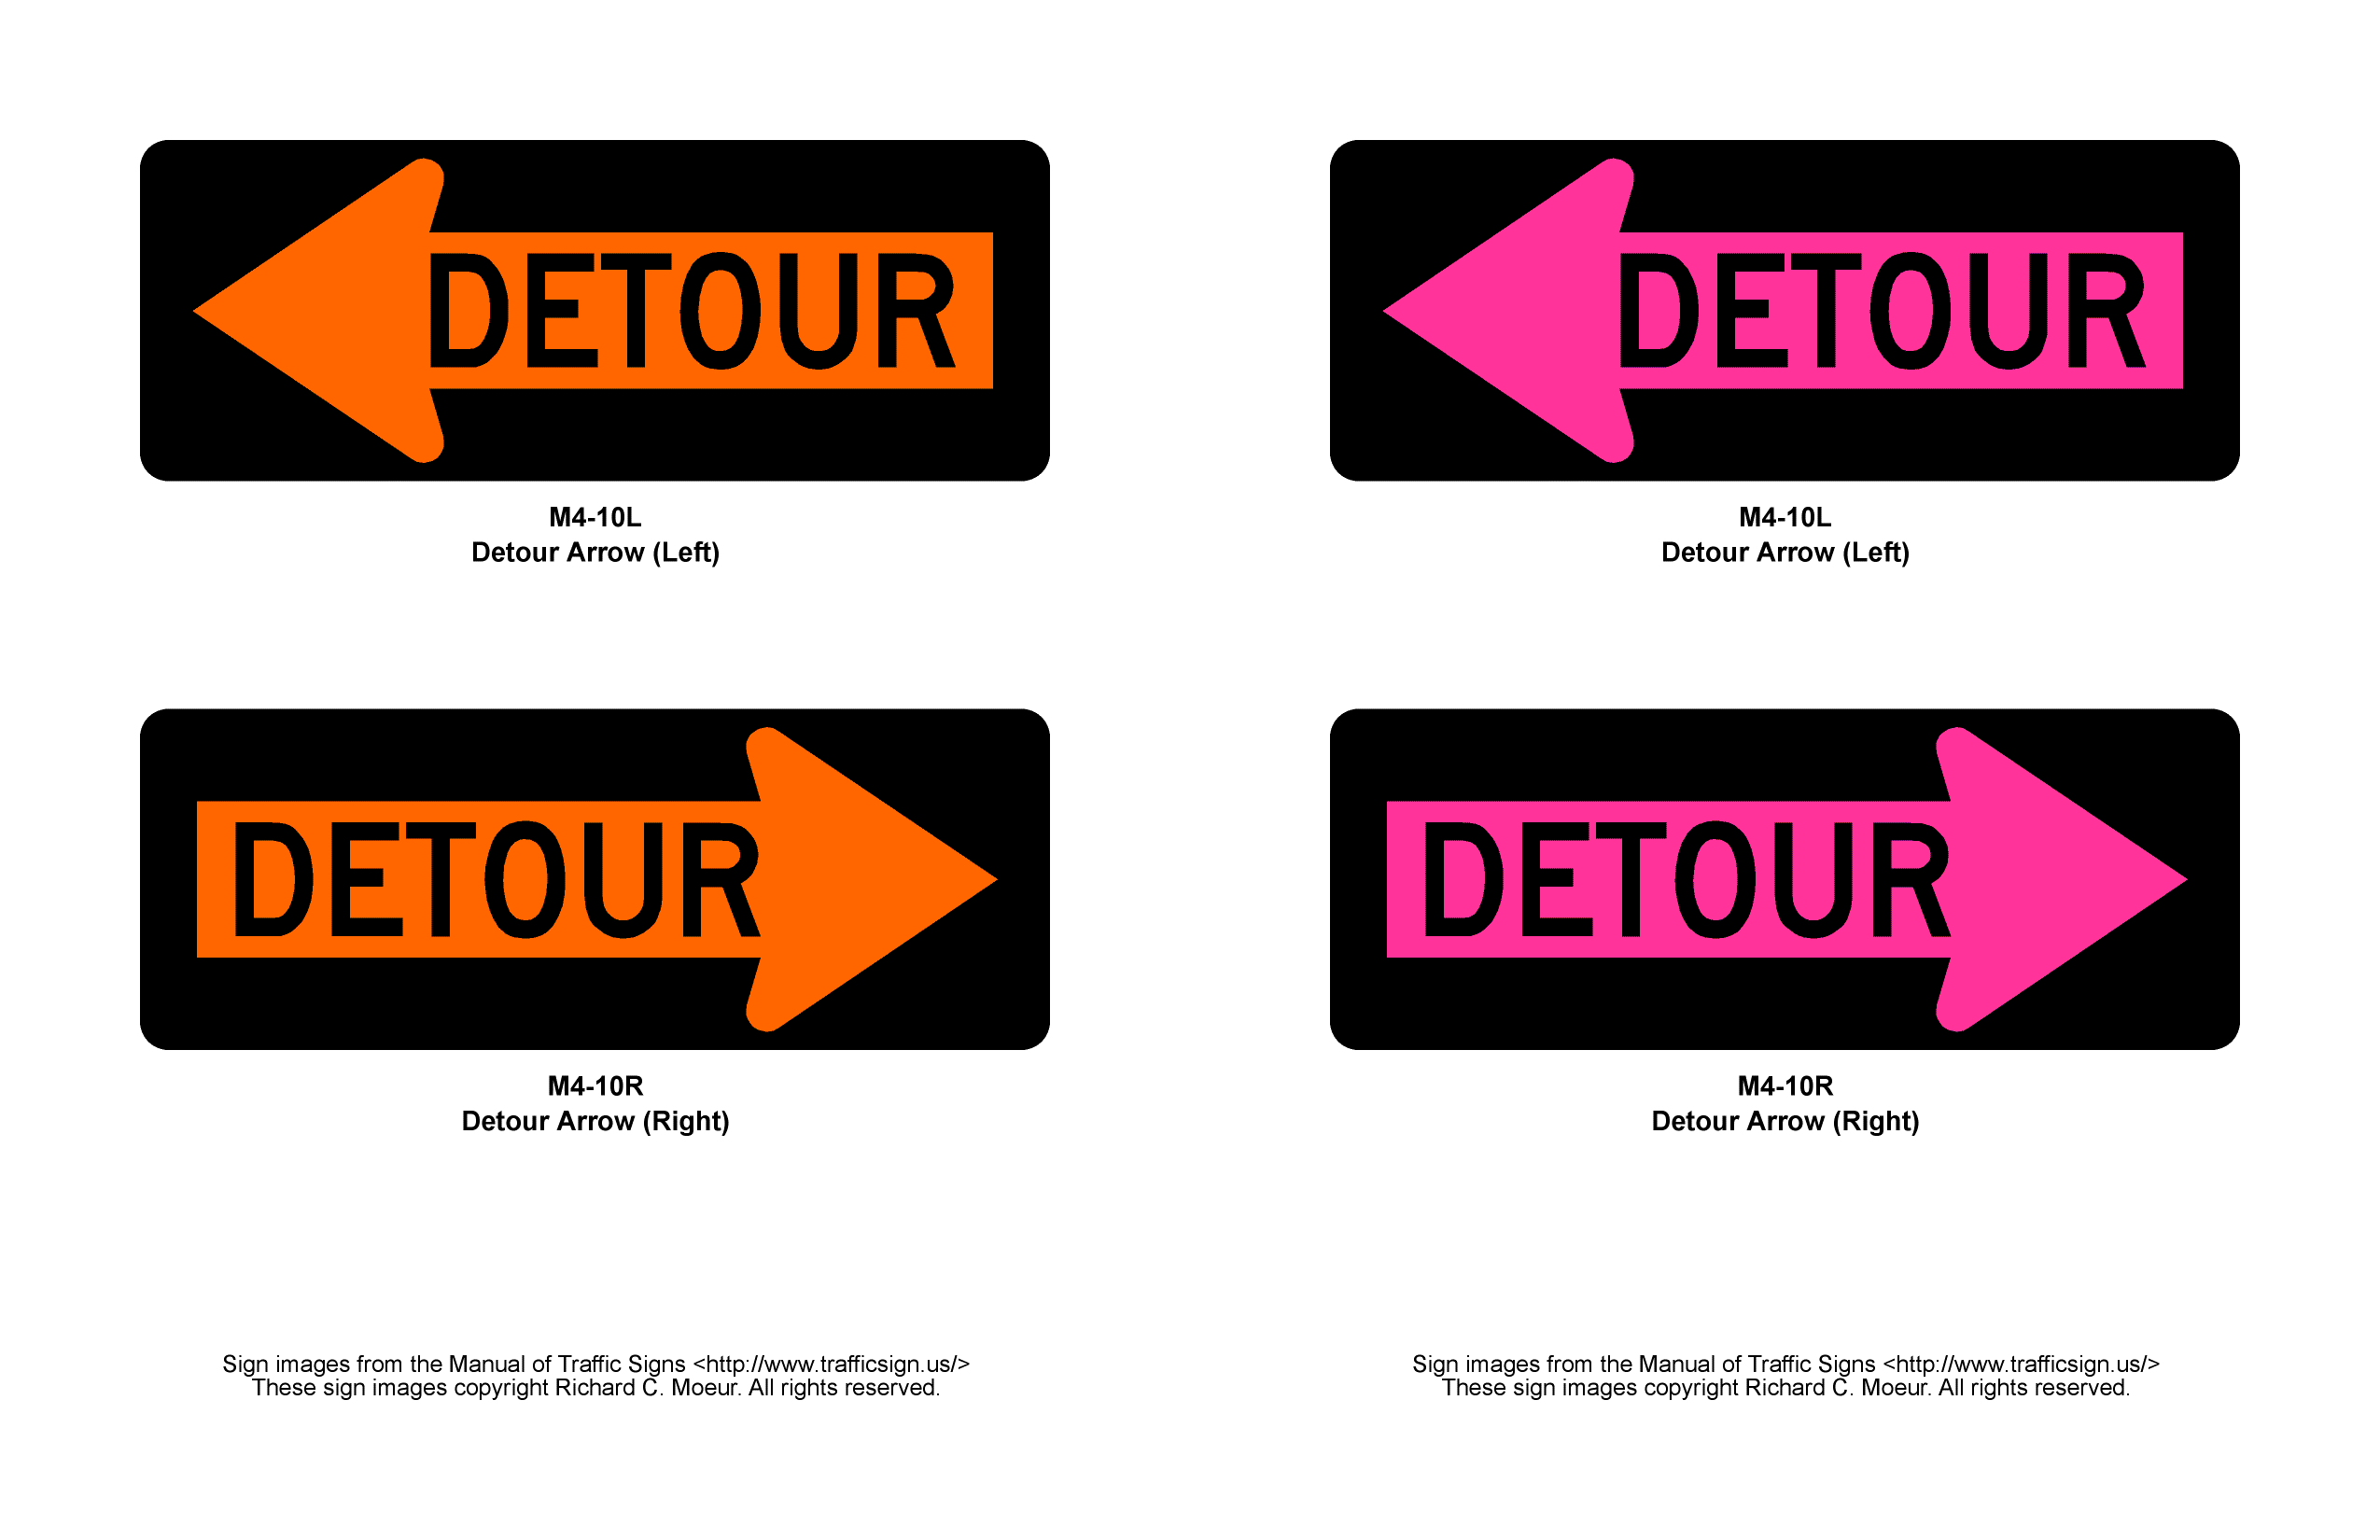 DETOUR
M4-10L
Detour Arrow (Left)
DETOUR
M4-10R
Detour Arrow (Right)
Sign images from the Manual of Traffic Signs <http://www.trafficsign.us/>
These sign images copyright Richard C. Moeur. All rights reserved.
DETOUR
M4-10L
Detour Arrow (Left)
DETOUR
M4-10R
Detour Arrow (Right)
Sign images from the Manual of Traffic Signs <http://www.trafficsign.us/>
These sign images copyright Richard C. Moeur. All rights reserved.